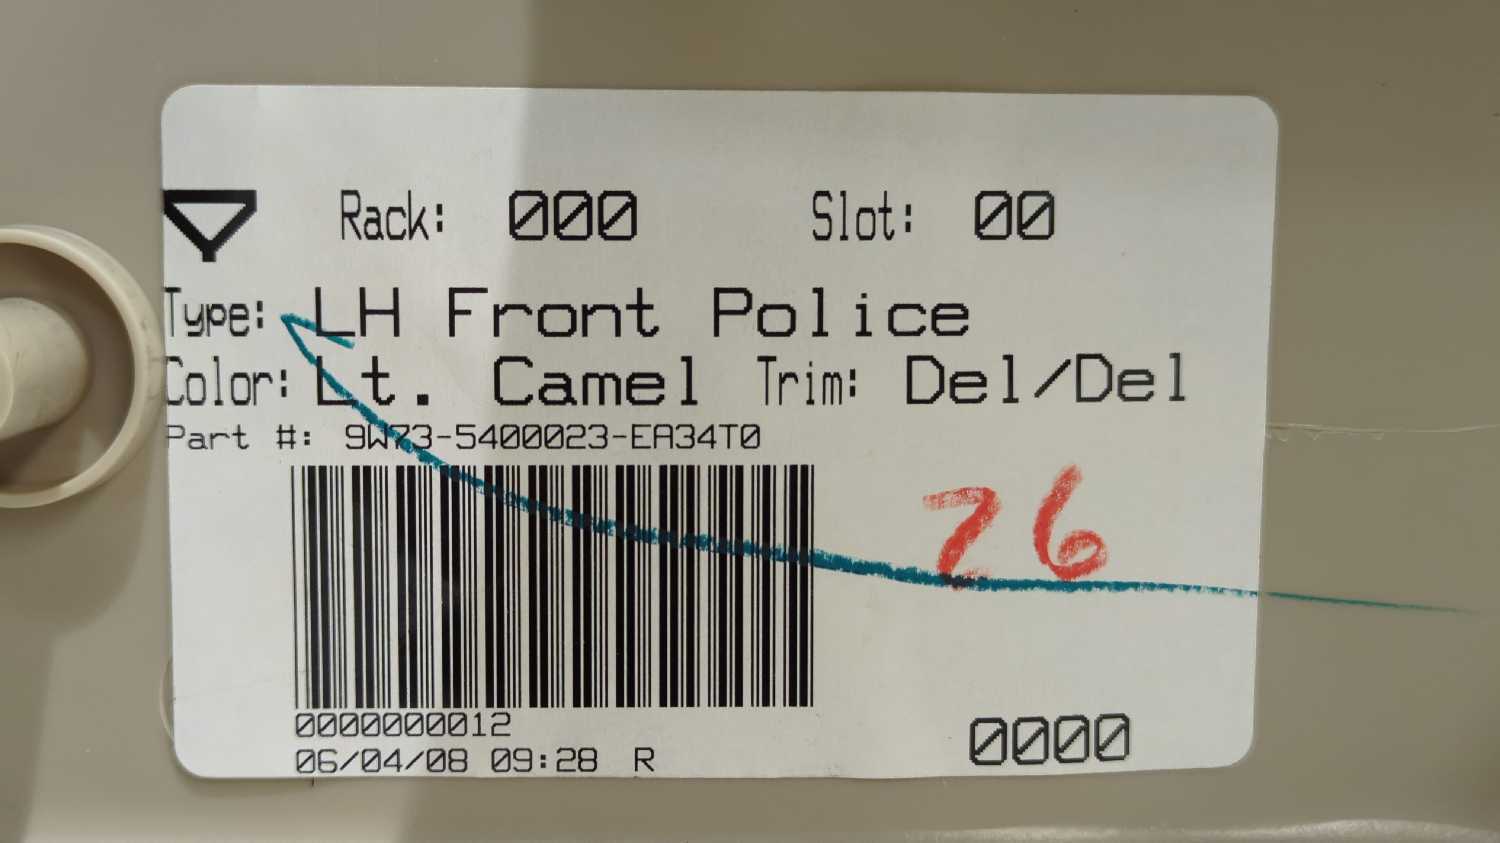 Rack: 000 Slot: 00
Type: LH Front Police
Color: Lt. Camel Trim: Del/Del
Part #: 9W73-5400023-EA34T0
26
0000000012
06/04/08 09:28 R
0000